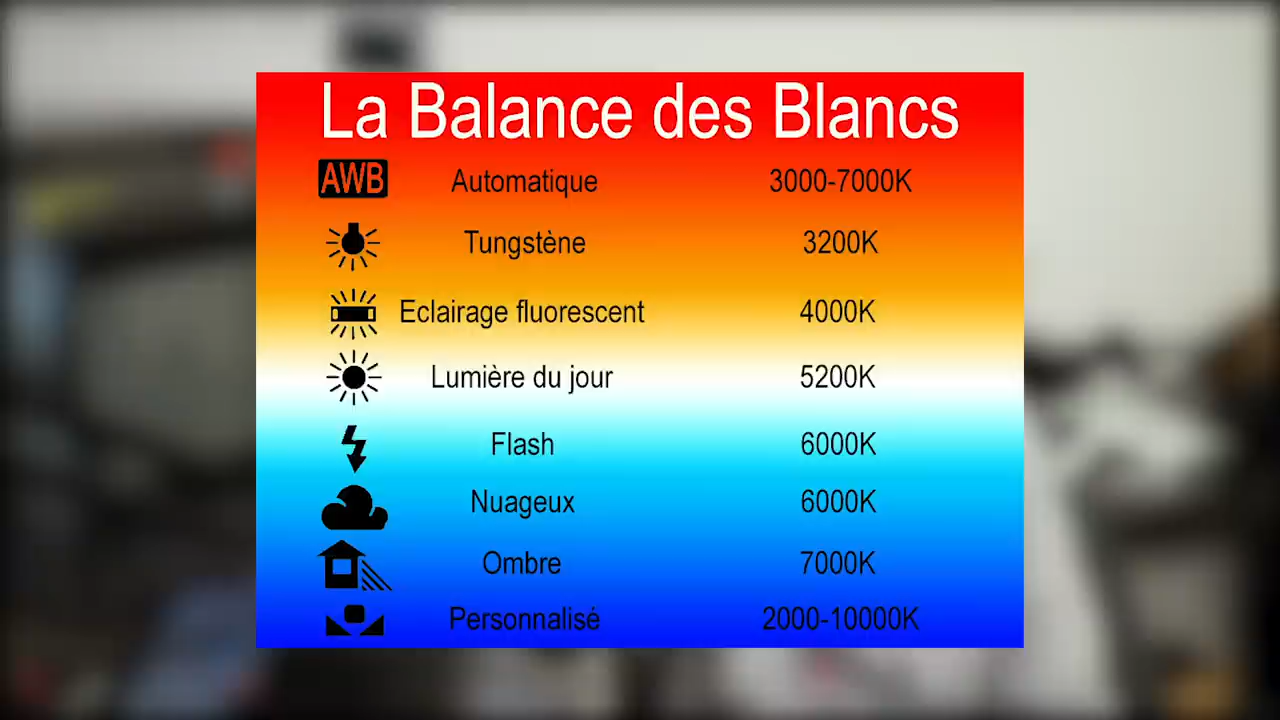 La Balance des Blancs
AWB Automatique 3000-7000K
Tungstène 3200K
Eclairage fluorescent 4000K
Lumière du jour 5200K
Flash 6000K
Nuageux 6000K
Ombre 7000K
Personnalisé 2000-10000K